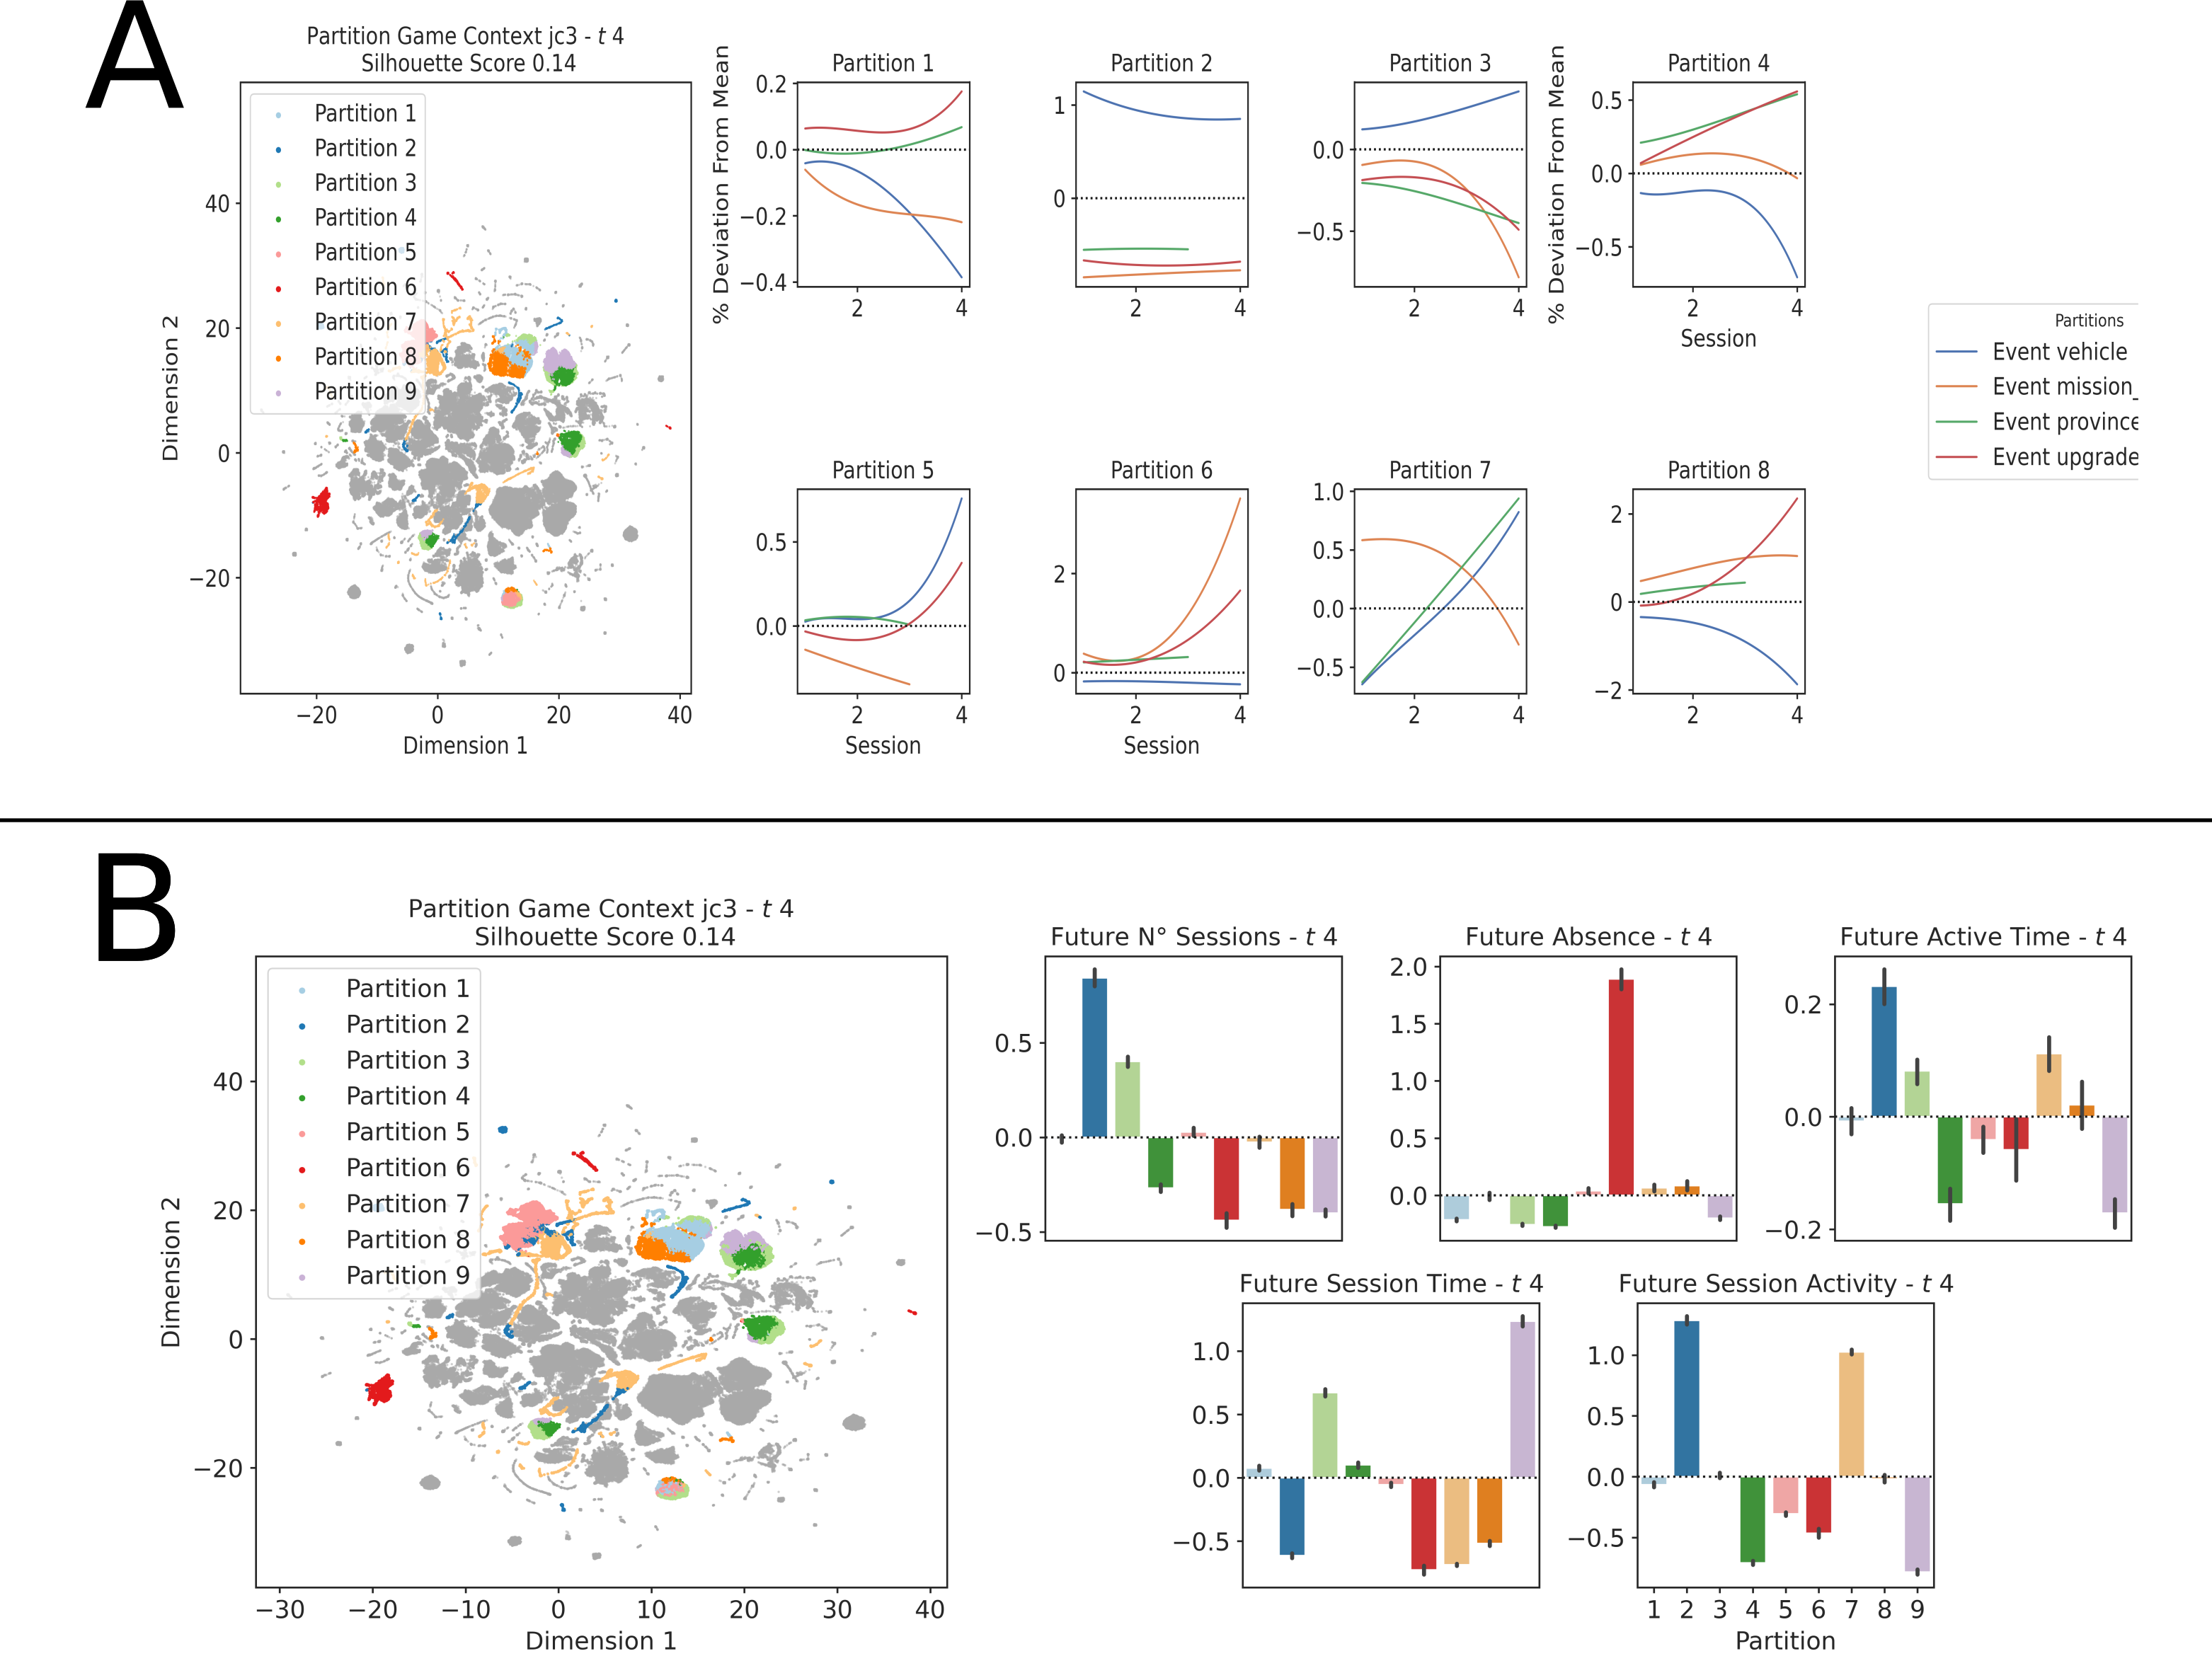 A
Partition Game Context jc3 - t 4
Silhouette Score 0.14
Partition 1
Partition 2
Partition 3
Partition 4
Partition 5
Partition 6
Partition 7
Partition 8
Partition 9
40
20
0
−20
−20
0
20
40
Dimension 1
Dimension 2
Partition 1
% Deviation From Mean
0.2
0.0
−0.2
−0.4
2
4
Partition 2
1
0
2
4
Partition 3
0.0
−0.5
2
4
Partition 4
% Deviation From Mean
0.5
0.0
−0.5
2
4
Session
Partitions
Event vehicle
Event mission_
Event province
Event upgrade
Partition 5
0.5
0.0
2
4
Session
Partition 6
2
0
2
4
Session
Partition 7
1.0
0.5
0.0
−0.5
2
4
Partition 8
2
0
−2
2
4
B
Partition Game Context jc3 - t 4
Silhouette Score 0.14
Partition 1
Partition 2
Partition 3
Partition 4
Partition 5
Partition 6
Partition 7
Partition 8
Partition 9
40
20
0
−20
−30
−20
−10
0
10
20
30
40
Dimension 1
Dimension 2
Future N° Sessions - t 4
0.5
0.0
−0.5
Future Absence - t 4
2.0
1.5
1.0
0.5
0.0
Future Active Time - t 4
0.2
0.0
−0.2
Future Session Time - t 4
1.0
0.5
0.0
−0.5
Future Session Activity - t 4
1.0
0.5
0.0
−0.5
1 2 3 4 5 6 7 8 9
Partition